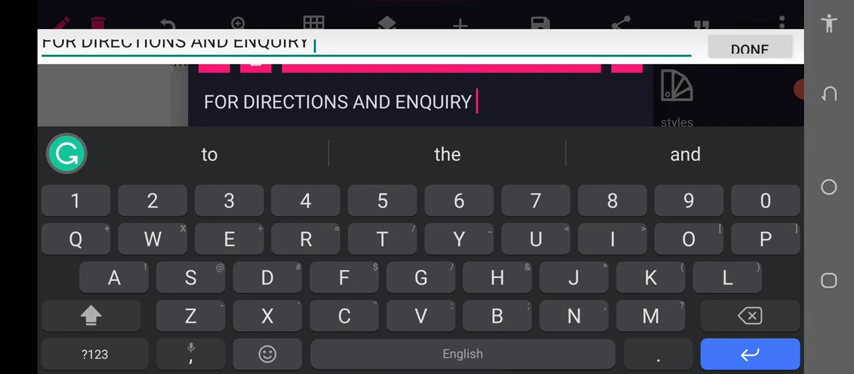 FOR DIRECTIONS AND ENQUIRY
DONE
FOR DIRECTIONS AND ENQUIRY
styles
to the and
1 2 3 4 5 6 7 8 9 0
Q + W X E ÷ R = T / Y _ U < I > O [ P ]
A ! S @ D # F $ G / H & J * K ( L )
Z - X ' C " V : B ; N , M ?
?123 , English .